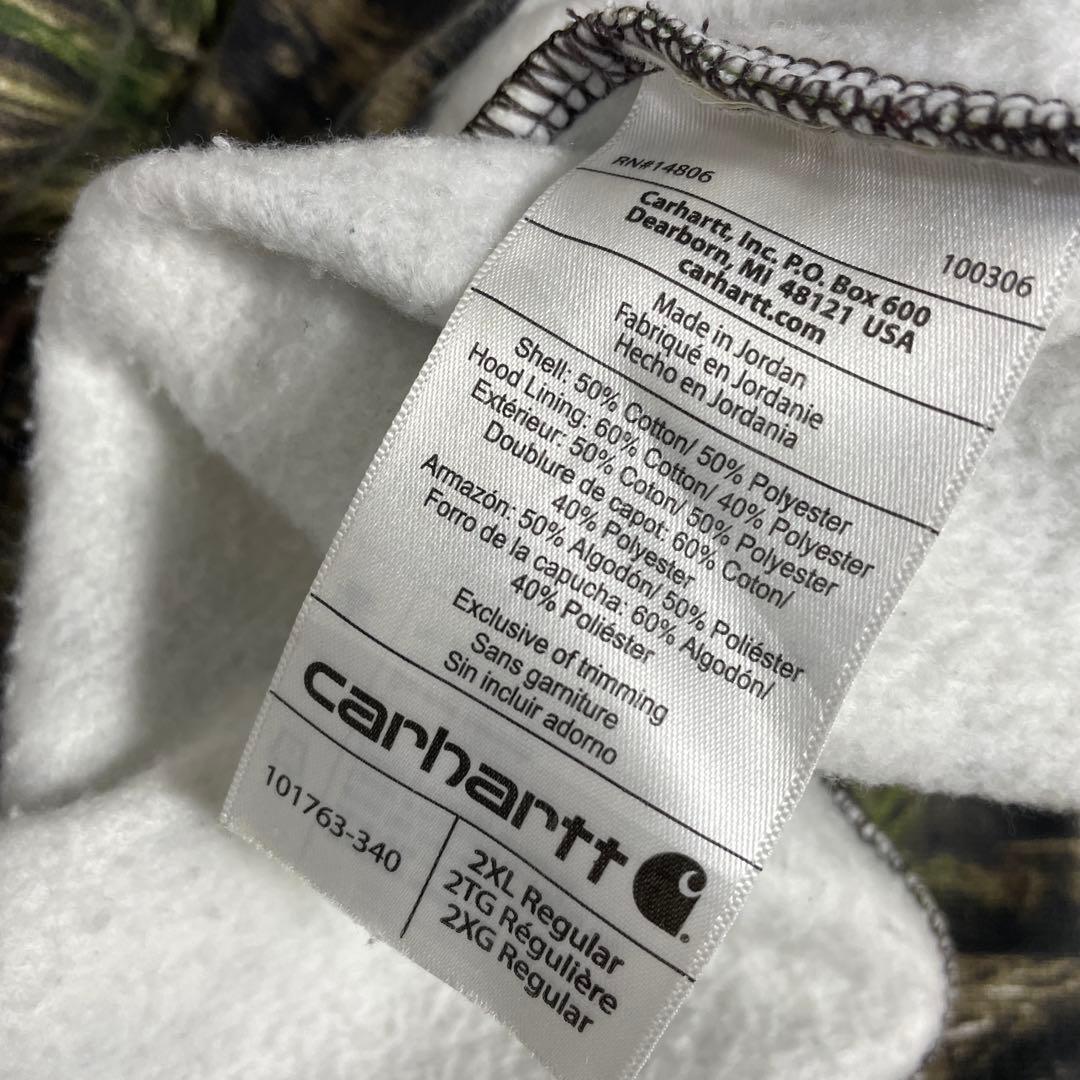 RN#14806
100306
Carhartt, Inc. P.O. Box 600
Dearborn, MI 48121 USA
carhartt.com
Made in Jordan
Fabriqué en Jordanie
Hecho en Jordania
Shell: 50% Cotton/ 50% Polyester
Hood Lining: 60% Cotton/ 40% Polyester
Extérieur: 50% Coton/ 50% Polyester
Doublure de capot: 60% Coton/
40% Polyester
Armazón: 50% Algodón/ 50% Poliéster
Forro de la capucha: 60% Algodón/
40% Poliéster
Exclusive of trimming
Sans garniture
Sin incluir adorno
carhartt
101763-340
2XL Regular
2TG Régulière
2XG Regular